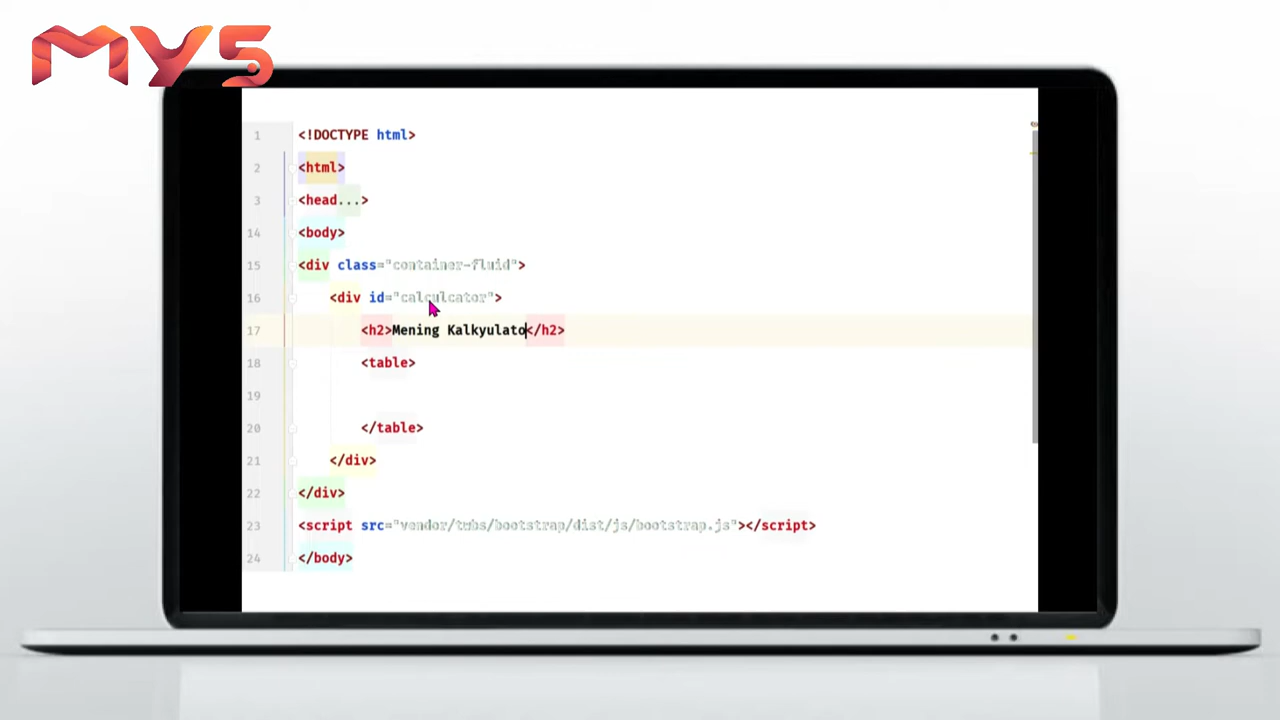 MY5
1 <!DOCTYPE html>
2 <html>
3 <head...>
14 <body>
15 <div class="container-fluid">
16 <div id="calculcator">
17 <h2>Mening Kalkyulato</h2>
18 <table>
19
20 </table>
21 </div>
22 </div>
23 <script src="vendor/twbs/bootstrap/dist/js/bootstrap.js"></script>
24 </body>